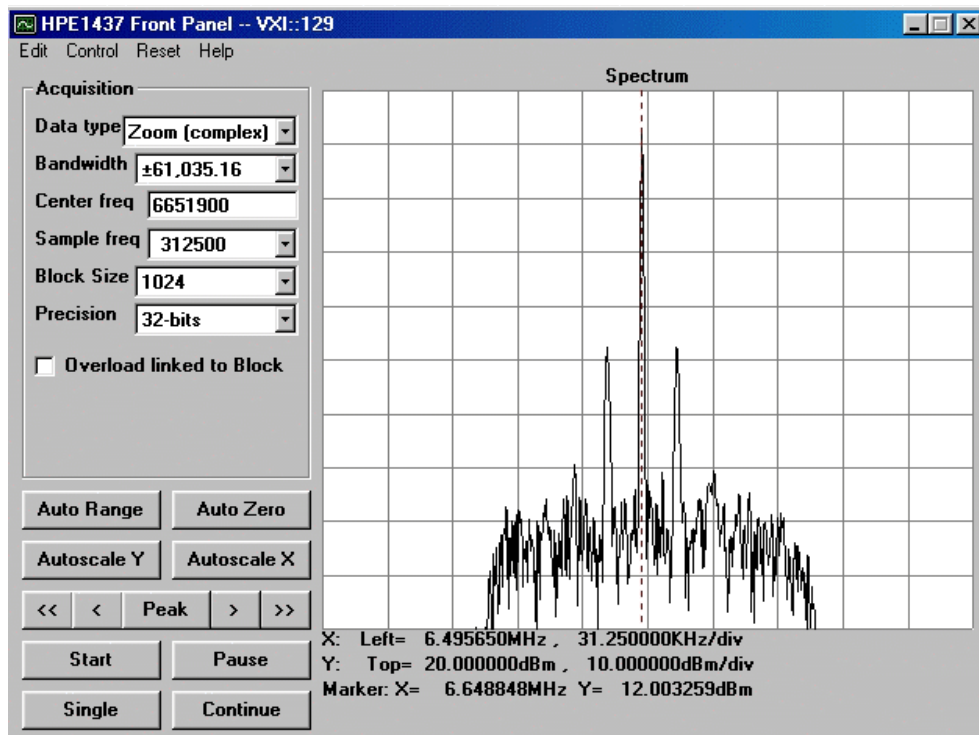 HPE1437 Front Panel -- VXI::129
Edit Control Reset Help
Acquisition
Data type Zoom (complex)
Bandwidth ±61,035.16
Center freq 6651900
Sample freq 312500
Block Size 1024
Precision 32-bits
Overload linked to Block
Auto Range Auto Zero
Autoscale Y Autoscale X
<< < Peak > >>
Start Pause
Single Continue
Spectrum
X: Left= 6.495650MHz , 31.250000KHz/div
Y: Top= 20.000000dBm , 10.000000dBm/div
Marker: X= 6.648848MHz Y= 12.003259dBm